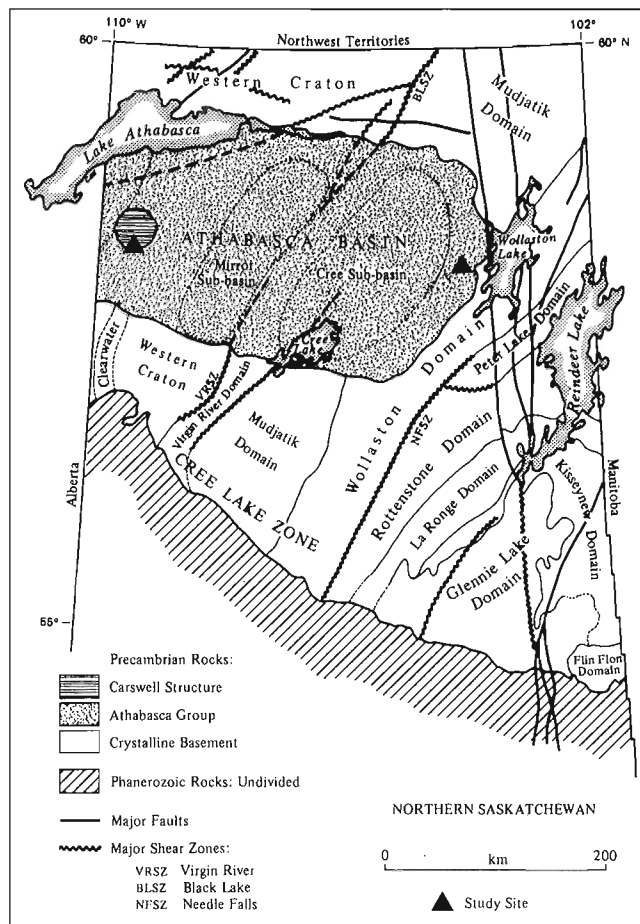 110° W
102°
60°
60° N
Northwest Territories
Western Craton
BLSZ
Mudjatik
Domain
Lake Athabasca
Wollaston
Lake
ATHABASCA BASIN
Mirror
Sub-basin
Cree Sub-basin
Cree
Lake
Peter Lake Domain
Reindeer Lake
Clearwater
Western
Craton
VRSZ
Virgin River Domain
Mudjatik
Domain
Wollaston Domain
NFSZ
CREE LAKE ZONE
Rottenstone Domain
La Ronge Domain
Glennie Lake
Domain
Kisseynew
Domain
Manitoba
Alberta
55°
Flin Flon
Domain
Precambrian Rocks:
Carswell Structure
Athabasca Group
Crystalline Basement
Phanerozoic Rocks: Undivided
Major Faults
Major Shear Zones:
VRSZ Virgin River
BLSZ Black Lake
NFSZ Needle Falls
NORTHERN SASKATCHEWAN
0 200
km
Study Site